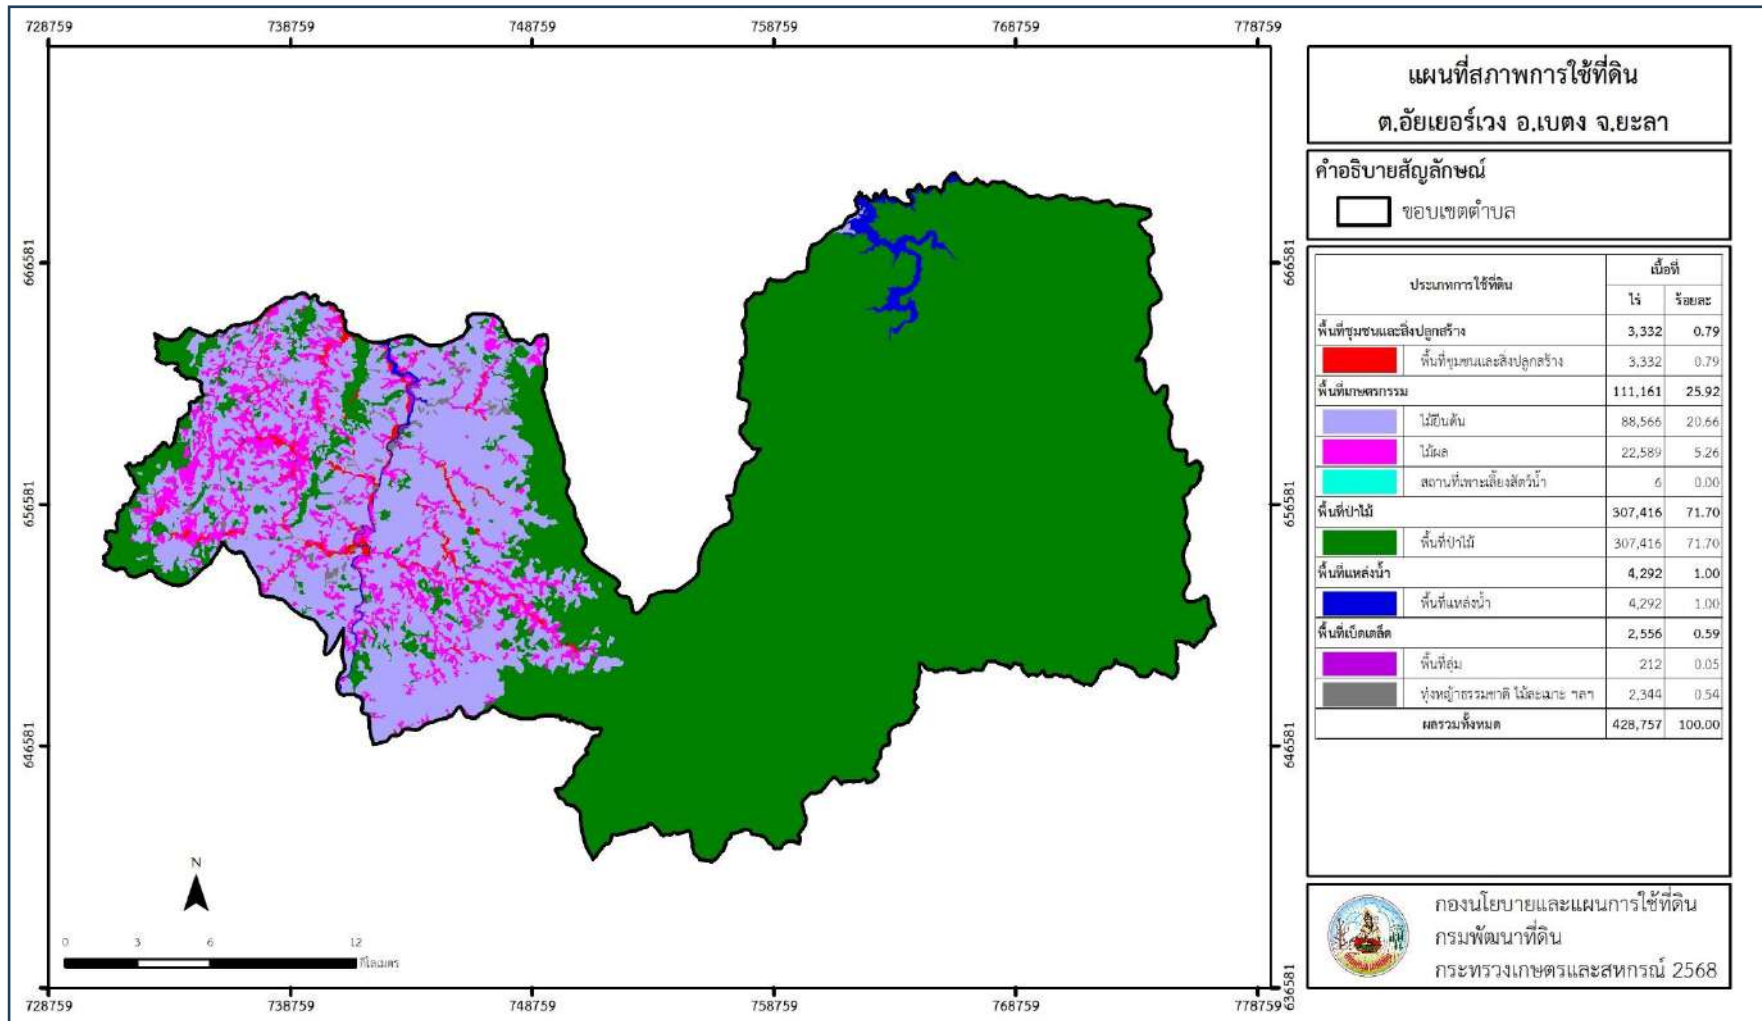 728759 738759 748759 758759 768759 778759
แผนที่สภาพการใช้ที่ดิน
ต.อัยเยอร์เวง อ.เบตง จ.ยะลา
คำอธิบายสัญลักษณ์
ขอบเขตตำบล
666581 666581
656581 656581
646581 646581
636581
ประเภทการใช้ที่ดิน เนื้อที่
ไร่ ร้อยละ
พื้นที่ชุมชนและสิ่งปลูกสร้าง 3,332 0.79
พื้นที่ชุมชนและสิ่งปลูกสร้าง 3,332 0.79
พื้นที่เกษตรกรรม 111,161 25.92
ไม้ยืนต้น 88,566 20.66
ไม้ผล 22,589 5.26
สถานที่เพาะเลี้ยงสัตว์น้ำ 6 0.00
พื้นที่ป่าไม้ 307,416 71.70
พื้นที่ป่าไม้ 307,416 71.70
พื้นที่แหล่งน้ำ 4,292 1.00
พื้นที่แหล่งน้ำ 4,292 1.00
พื้นที่เบ็ดเตล็ด 2,556 0.59
พื้นที่ลุ่ม 212 0.05
ทุ่งหญ้าธรรมชาติ ไม้ละเมาะ ฯลฯ 2,344 0.54
ผลรวมทั้งหมด 428,757 100.00
N
0 3 6 12
กิโลเมตร
728759 738759 748759 758759 768759 778759
กองนโยบายและแผนการใช้ที่ดิน
กรมพัฒนาที่ดิน
กระทรวงเกษตรและสหกรณ์ 2568